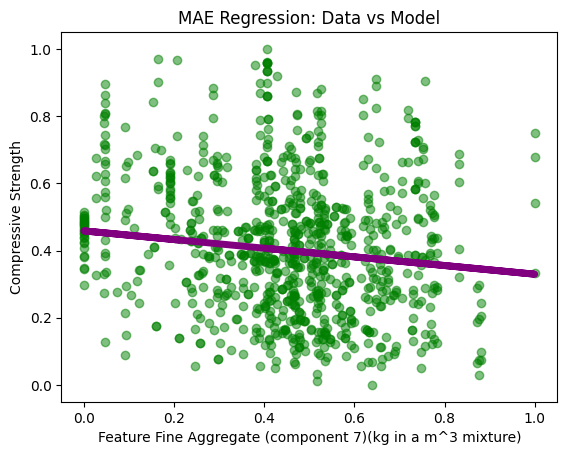 MAE Regression: Data vs Model
1.0
0.8
0.6
0.4
0.2
0.0
Compressive Strength
0.0 0.2 0.4 0.6 0.8 1.0
Feature Fine Aggregate (component 7)(kg in a m^3 mixture)